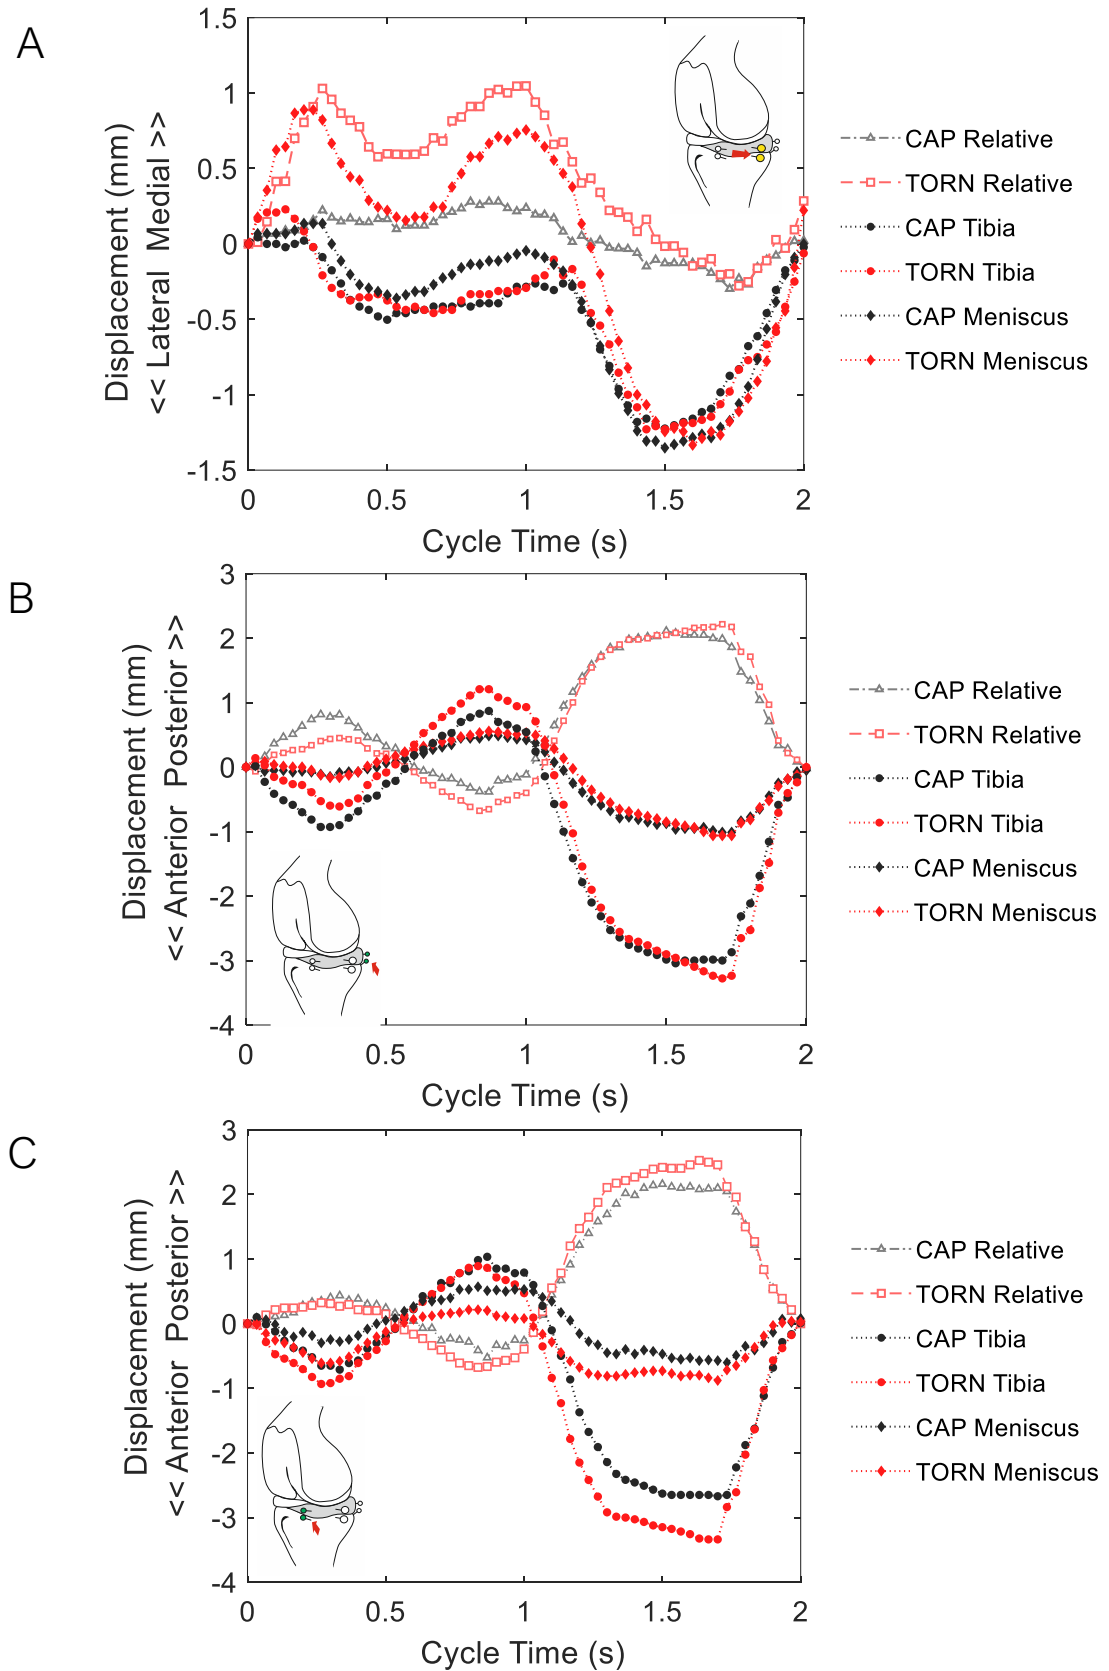 A
1.5
1
0.5
0
-0.5
-1
-1.5
Displacement (mm)
<< Lateral Medial >>
0
0.5
1
1.5
2
Cycle Time (s)
CAP Relative
TORN Relative
CAP Tibia
TORN Tibia
CAP Meniscus
TORN Meniscus
B
3
2
1
0
-1
-2
-3
-4
Displacement (mm)
<< Anterior Posterior >>
0
0.5
1
1.5
2
Cycle Time (s)
CAP Relative
TORN Relative
CAP Tibia
TORN Tibia
CAP Meniscus
TORN Meniscus
C
3
2
1
0
-1
-2
-3
-4
Displacement (mm)
<< Anterior Posterior >>
0
0.5
1
1.5
2
Cycle Time (s)
CAP Relative
TORN Relative
CAP Tibia
TORN Tibia
CAP Meniscus
TORN Meniscus